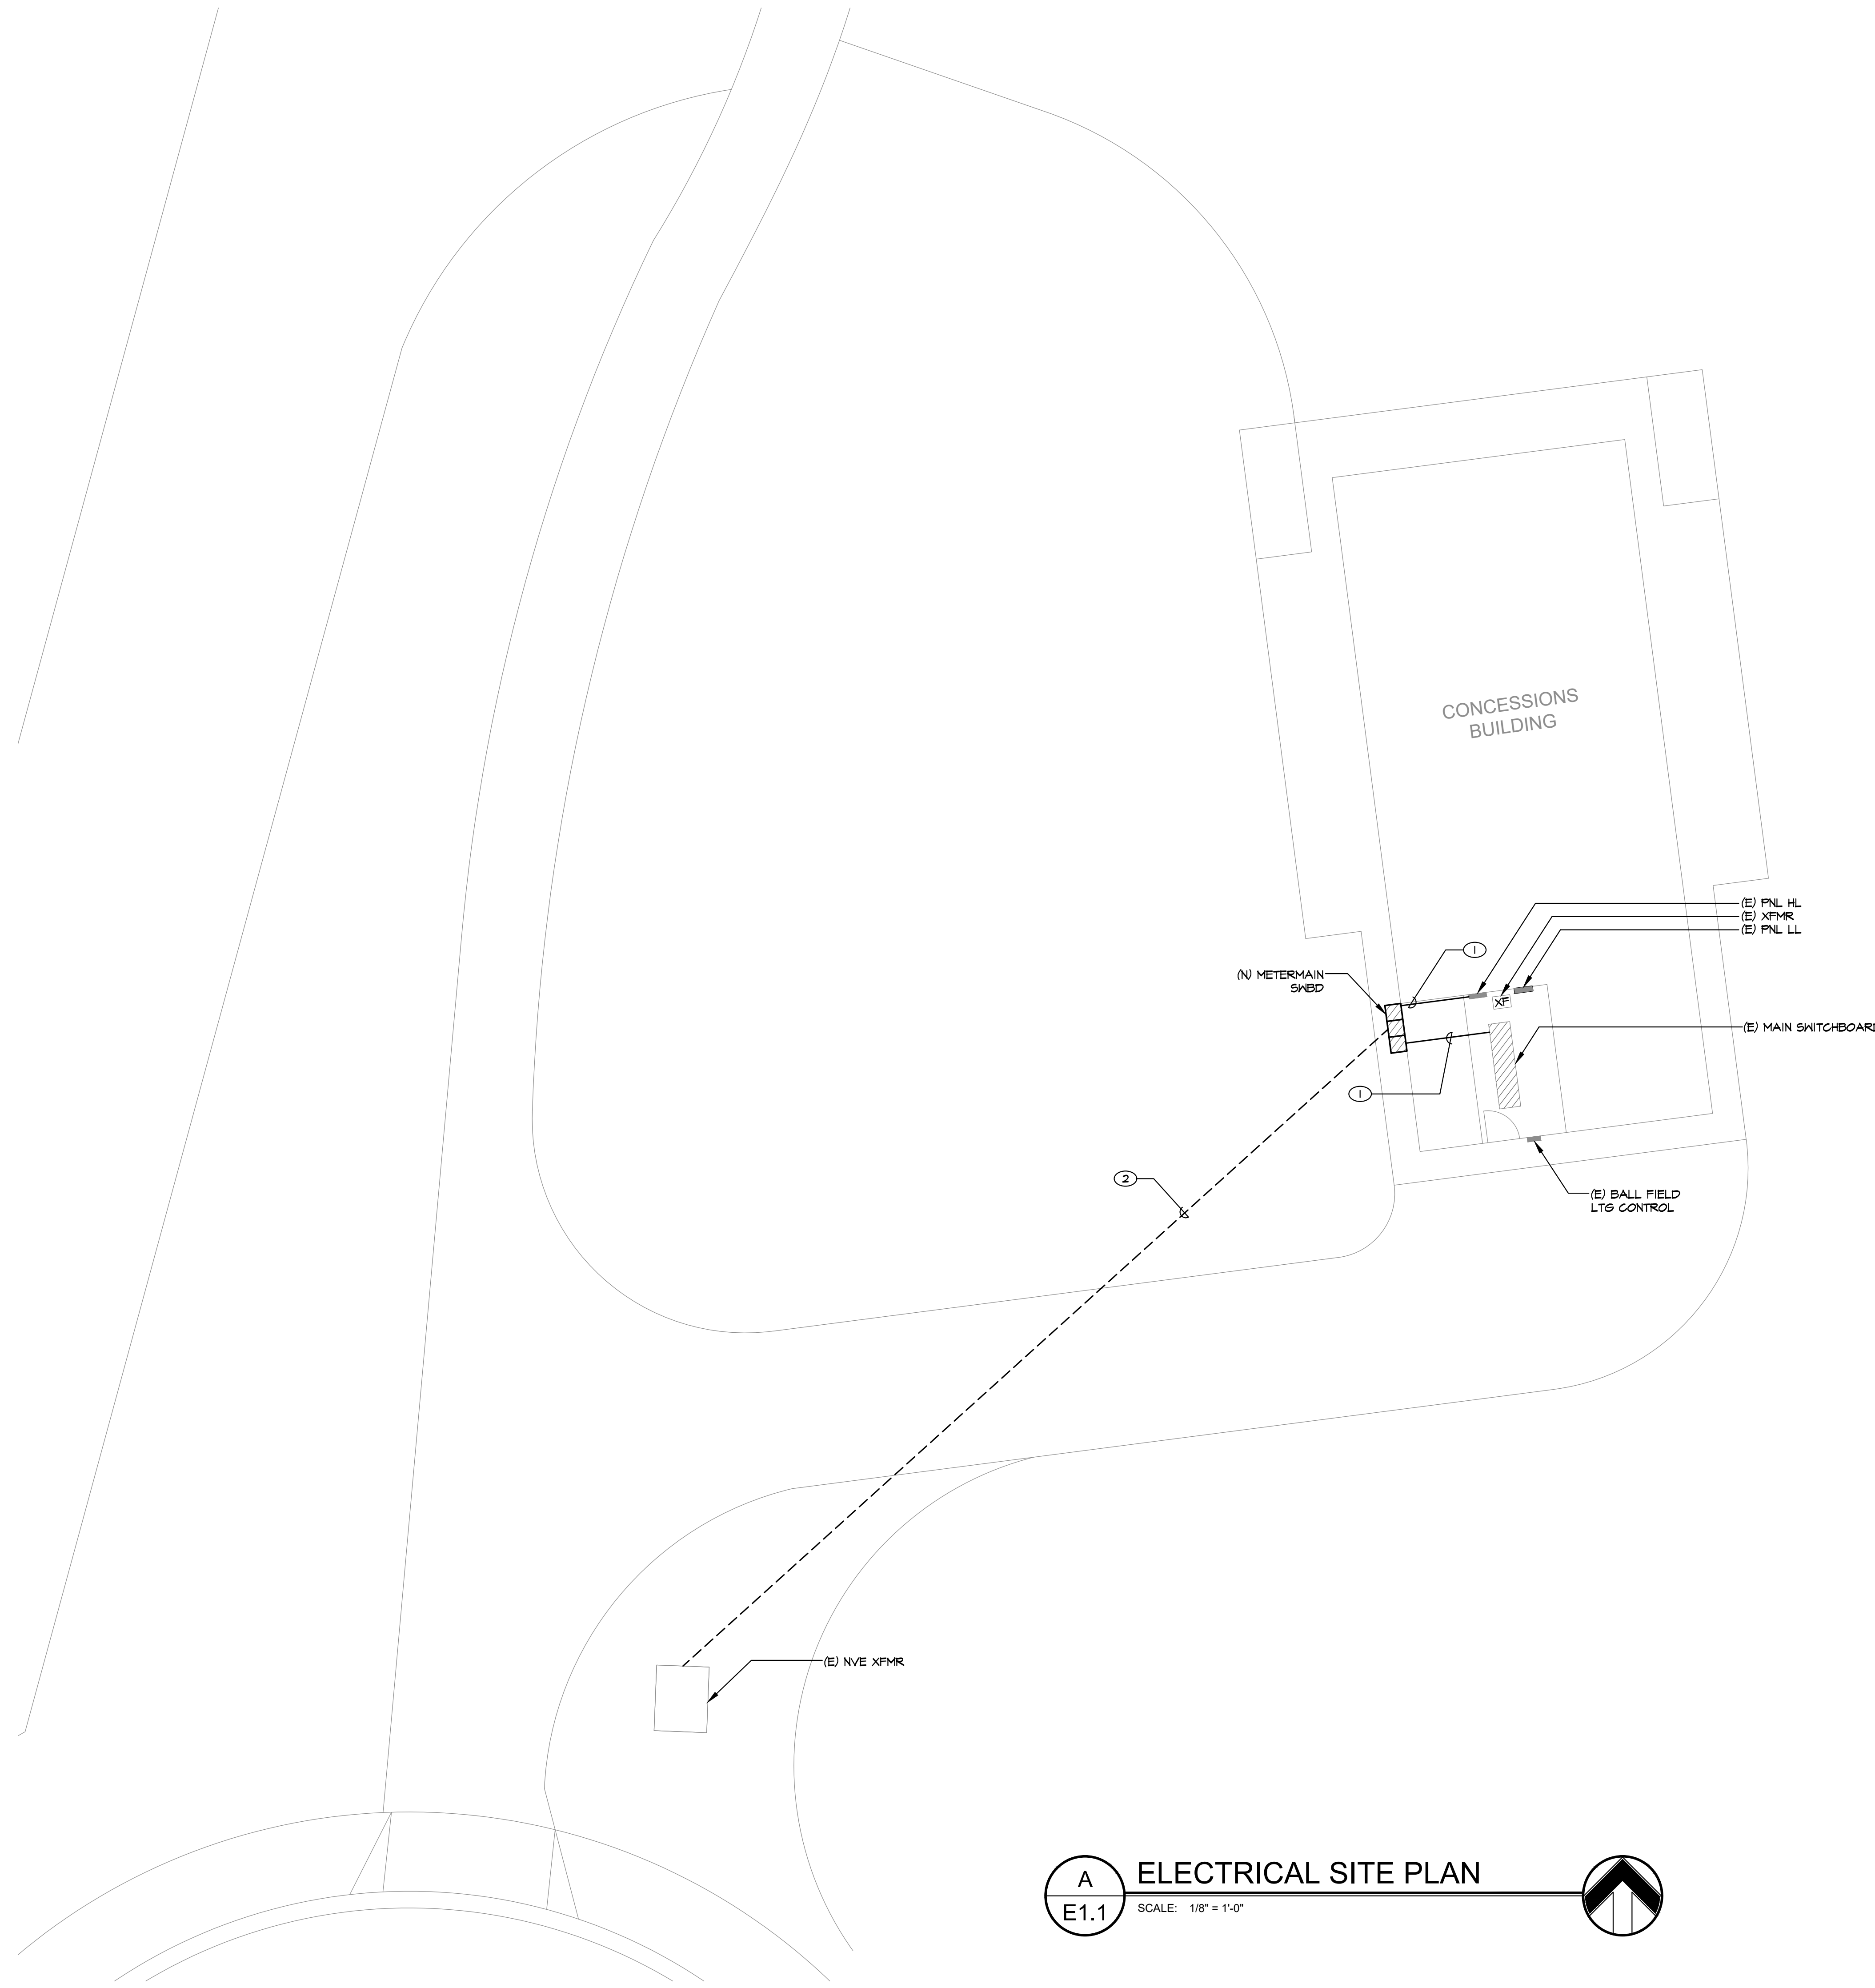 CONCESSIONS
BUILDING
(E) PNL HL
(E) XFMR
(E) PNL LL
1
(N) METERMAIN
SWBD
XF
(E) MAIN SWITCHBOARD
1
2
(E) BALL FIELD
LTG CONTROL
(E) NVE XFMR
A
E1.1
ELECTRICAL SITE PLAN
SCALE: 1/8" = 1'-0"